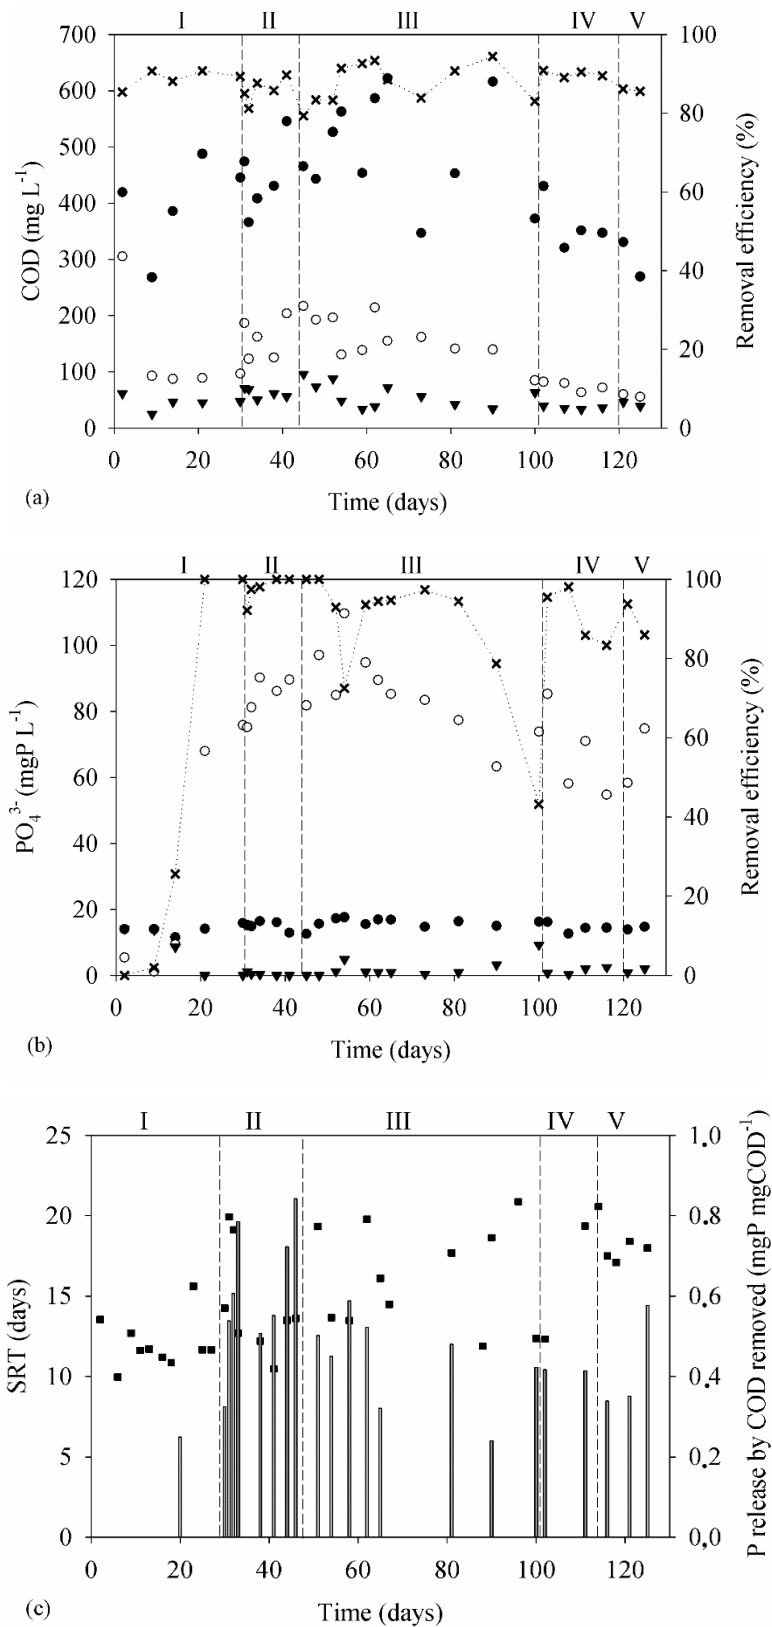 I II III IV V
700 600 500 400 300 200 100 0
COD (mg L⁻¹)
100 80 60 40 20 0
Removal efficiency (%)
0 20 40 60 80 100 120
Time (days)
(a)
I II III IV V
120 100 80 60 40 20 0
PO₄³⁻ (mgP L⁻¹)
100 80 60 40 20 0
Removal efficiency (%)
0 20 40 60 80 100 120
Time (days)
(b)
I II III IV V
25 20 15 10 5 0
SRT (days)
1.0 0.8 0.6 0.4 0.2 0.0
P release by COD removed (mgP mgCOD⁻¹)
0 20 40 60 80 100 120
Time (days)
(c)